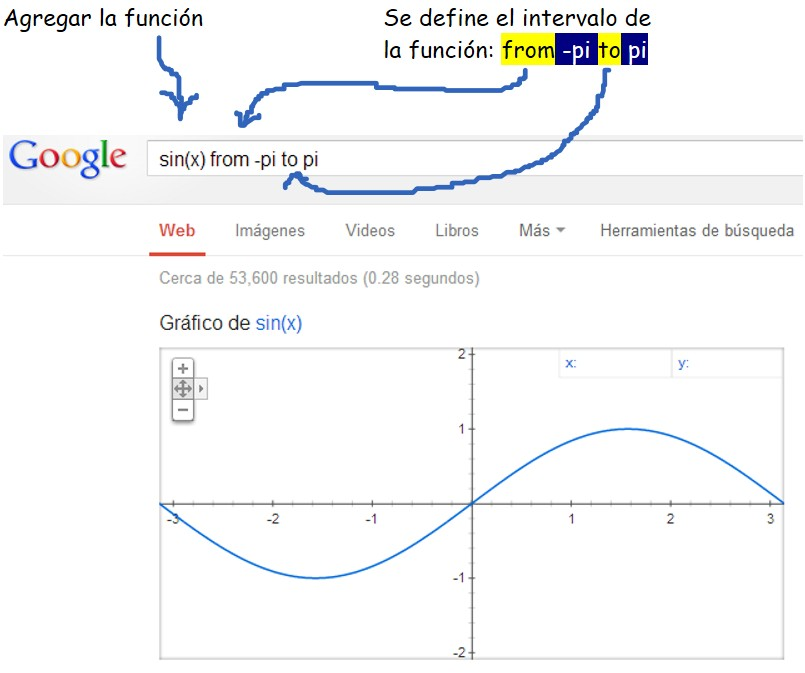 Agregar la función
Se define el intervalo de
la función: from -pi to pi
Google
sin(x) from -pi to pi
Web Imágenes Videos Libros Más Herramientas de búsqueda
Cerca de 53,600 resultados (0.28 segundos)
Gráfico de sin(x)
+
−
x: y:
2
1
-3 -2 -1 1 2 3
-1
-2